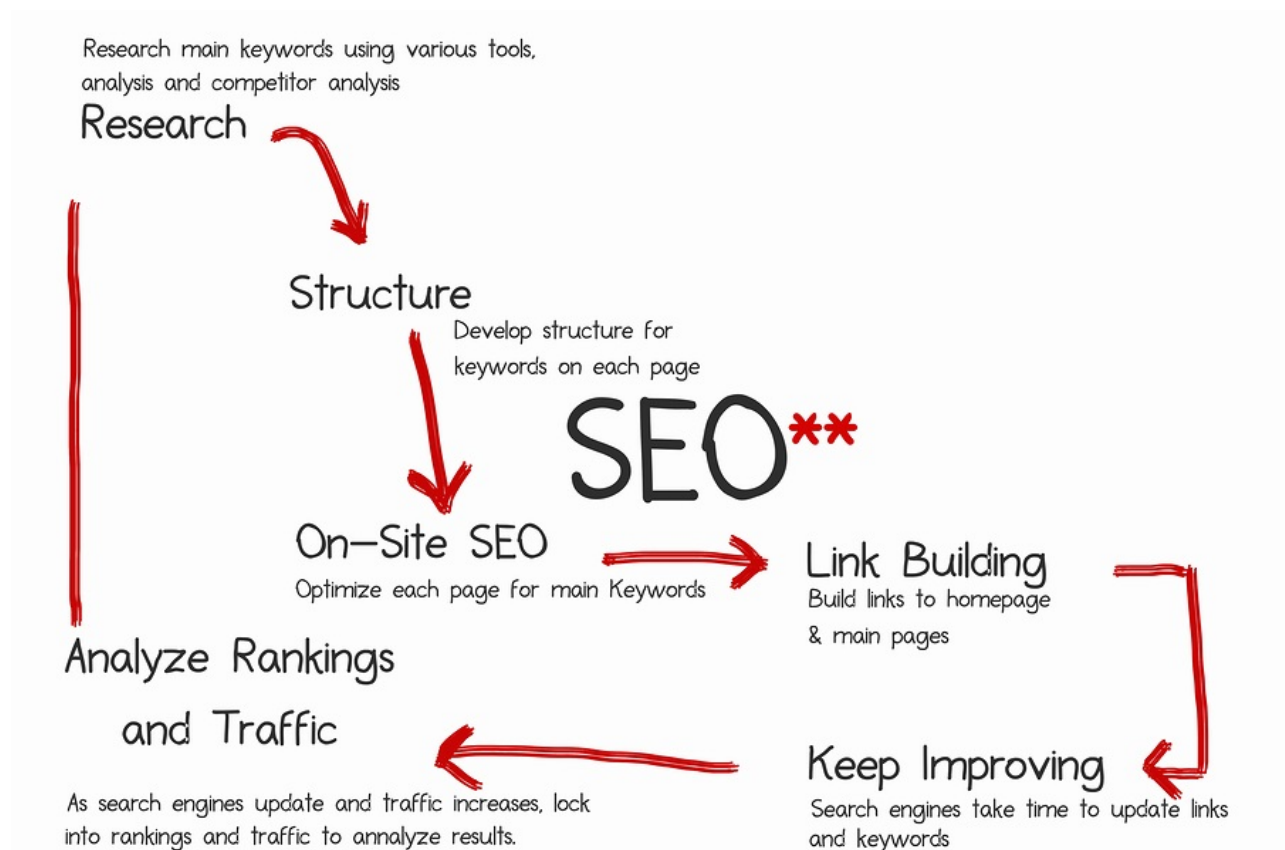 Research main keywords using various tools,
analysis and competitor analysis
Research
Structure
Develop structure for
keywords on each page
SEO**
On-Site SEO
Optimize each page for main Keywords
Link Building
Build links to homepage
& main pages
Keep Improving
Search engines take time to update links
and keywords
Analyze Rankings
and Traffic
As search engines update and traffic increases, lock
into rankings and traffic to annalyze results.